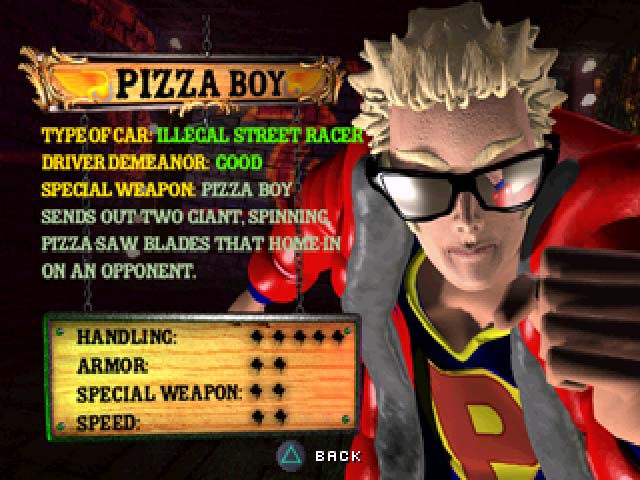 PIZZA BOY
TYPE OF CAR: ILLEGAL STREET RACER
DRIVER DEMEANOR: GOOD
SPECIAL WEAPON: PIZZA BOY
SENDS OUT TWO GIANT, SPINNING
PIZZA SAW BLADES THAT HOME IN
ON AN OPPONENT.
HANDLING:
ARMOR:
SPECIAL WEAPON:
SPEED:
BACK
P